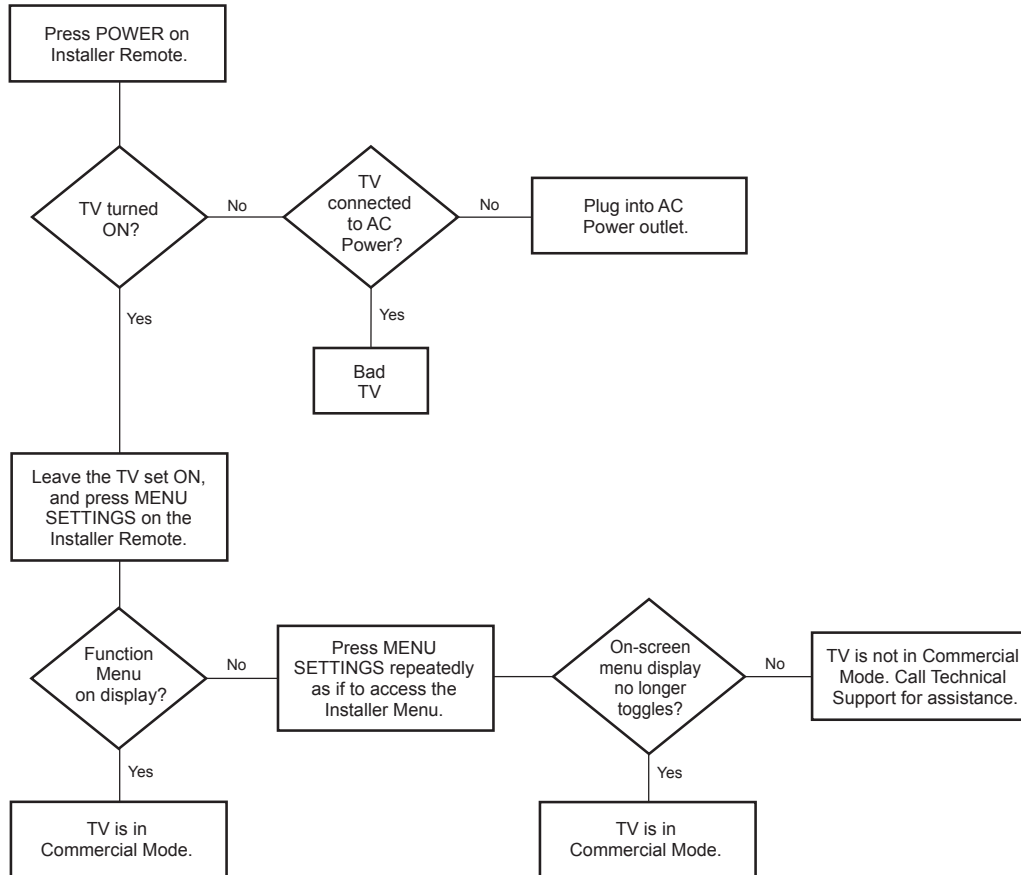 Press POWER on
Installer Remote.
TV turned
ON?
No
TV
connected
to AC
Power?
No
Plug into AC
Power outlet.
Yes
Yes
Bad
TV
Leave the TV set ON,
and press MENU
SETTINGS on the
Installer Remote.
Function
Menu
on display?
No
Press MENU
SETTINGS repeatedly
as if to access the
Installer Menu.
On-screen
menu display
no longer
toggles?
No
TV is not in Commercial
Mode. Call Technical
Support for assistance.
Yes
Yes
TV is in
Commercial Mode.
TV is in
Commercial Mode.